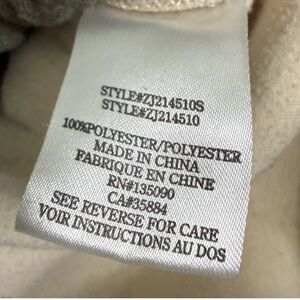 STYLE#ZJ214510S
STYLE#ZJ214510
100%POLYESTER/POLYESTER
MADE IN CHINA
FABRIQUE EN CHINE
RN#135090
CA#35884
SEE REVERSE FOR CARE
VOIR INSTRUCTIONS AU DOS